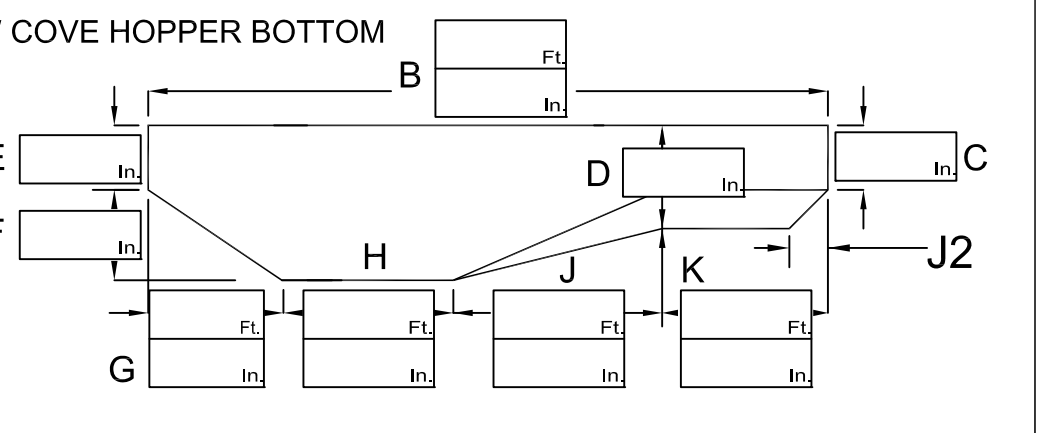 COVE HOPPER BOTTOM
B
Ft.
In.
In.
D
In.
In.
C
In.
H
J
K
J2
Ft.
Ft.
Ft.
Ft.
G
In.
In.
In.
In.